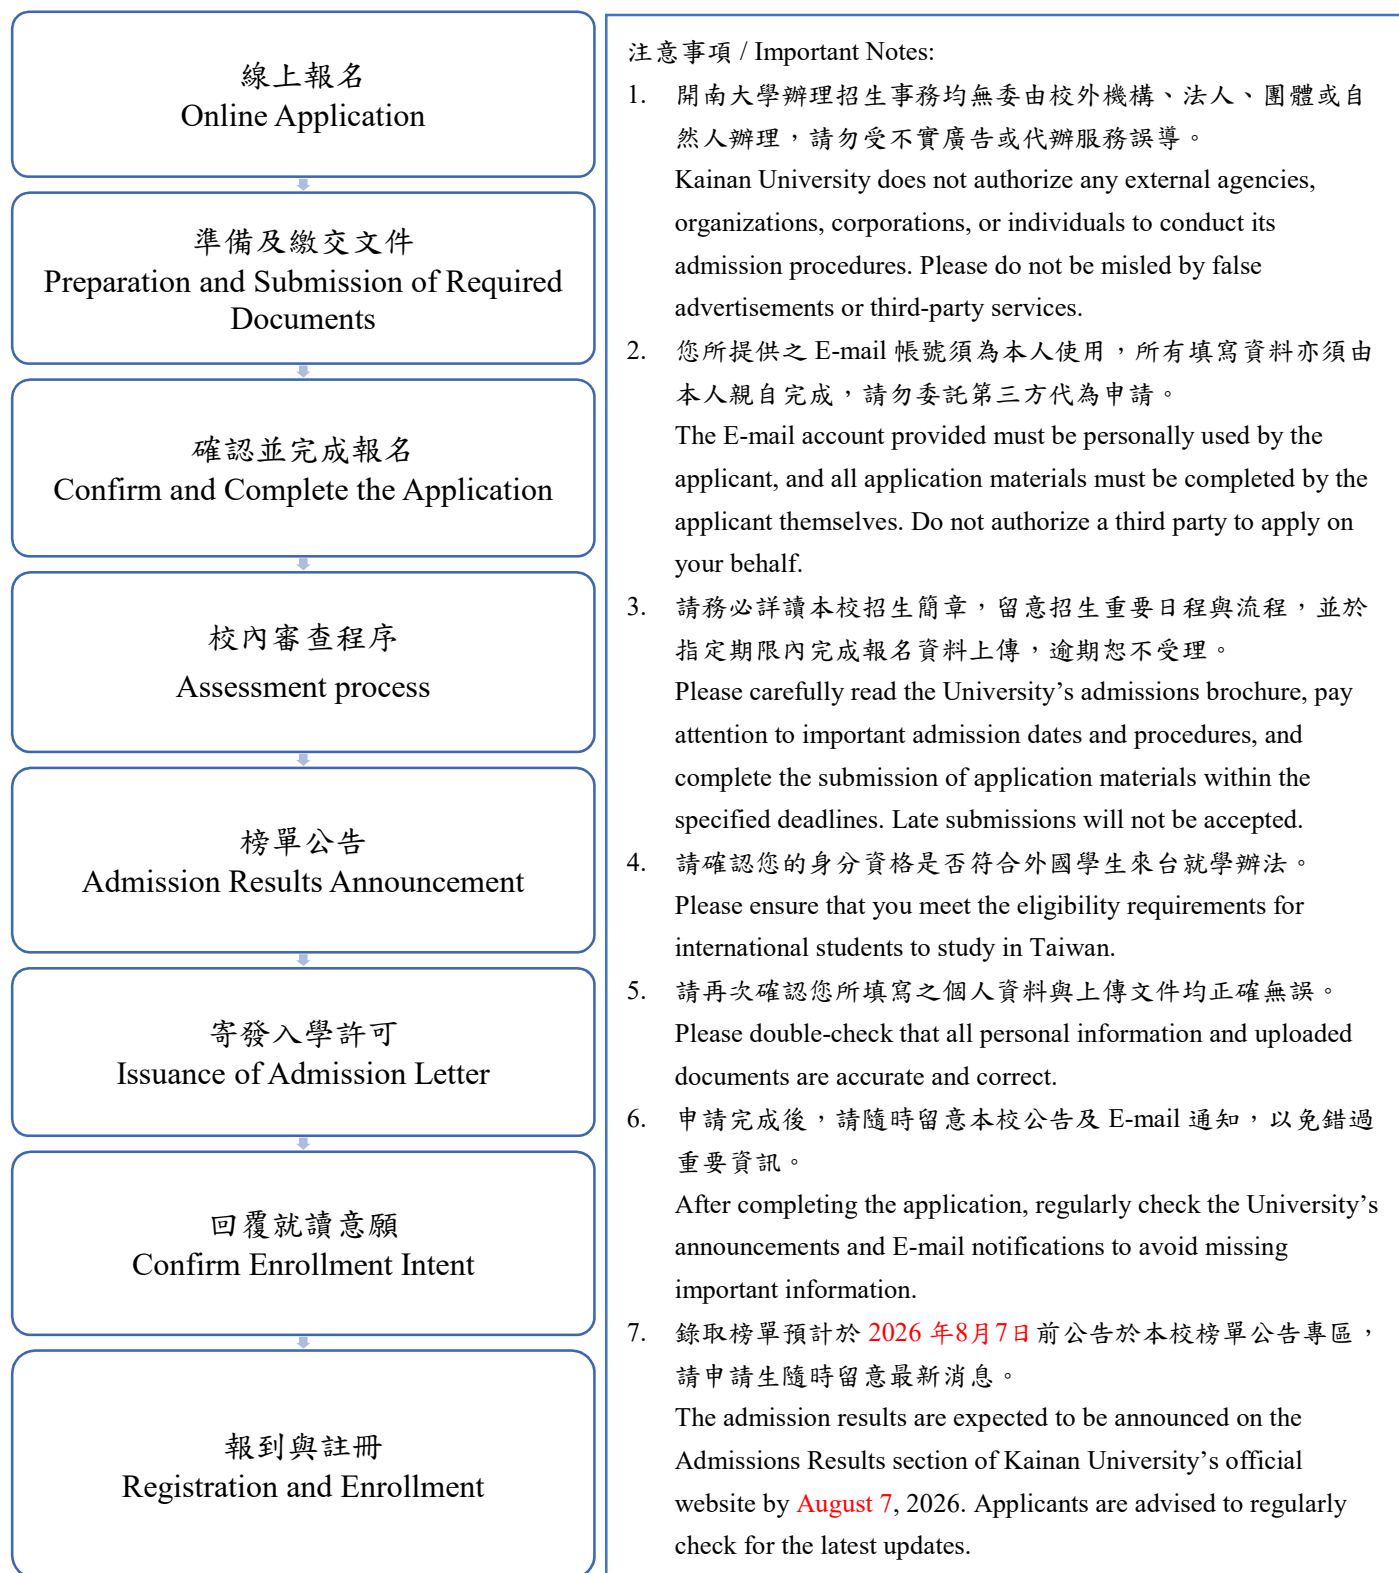 線上報名
Online Application
準備及繳交文件
Preparation and Submission of Required
Documents
確認並完成報名
Confirm and Complete the Application
校內審查程序
Assessment process
榜單公告
Admission Results Announcement
寄發入學許可
Issuance of Admission Letter
回覆就讀意願
Confirm Enrollment Intent
報到與註冊
Registration and Enrollment
注意事項 / Important Notes:
1. 開南大學辦理招生事務均無委由校外機構、法人、團體或自
然人辦理，請勿受不實廣告或代辦服務誤導。
Kainan University does not authorize any external agencies,
organizations, corporations, or individuals to conduct its
admission procedures. Please do not be misled by false
advertisements or third-party services.
2. 您所提供之 E-mail 帳號須為本人使用，所有填寫資料亦須由
本人親自完成，請勿委託第三方代為申請。
The E-mail account provided must be personally used by the
applicant, and all application materials must be completed by the
applicant themselves. Do not authorize a third party to apply on
your behalf.
3. 請務必詳讀本校招生簡章，留意招生重要日程與流程，並於
指定期限內完成報名資料上傳，逾期恕不受理。
Please carefully read the University’s admissions brochure, pay
attention to important admission dates and procedures, and
complete the submission of application materials within the
specified deadlines. Late submissions will not be accepted.
4. 請確認您的身分資格是否符合外國學生來台就學辦法。
Please ensure that you meet the eligibility requirements for
international students to study in Taiwan.
5. 請再次確認您所填寫之個人資料與上傳文件均正確無誤。
Please double-check that all personal information and uploaded
documents are accurate and correct.
6. 申請完成後，請隨時留意本校公告及 E-mail 通知，以免錯過
重要資訊。
After completing the application, regularly check the University’s
announcements and E-mail notifications to avoid missing
important information.
7. 錄取榜單預計於 2026 年8月7日前公告於本校榜單公告專區，
請申請生隨時留意最新消息。
The admission results are expected to be announced on the
Admissions Results section of Kainan University’s official
website by August 7, 2026. Applicants are advised to regularly
check for the latest updates.